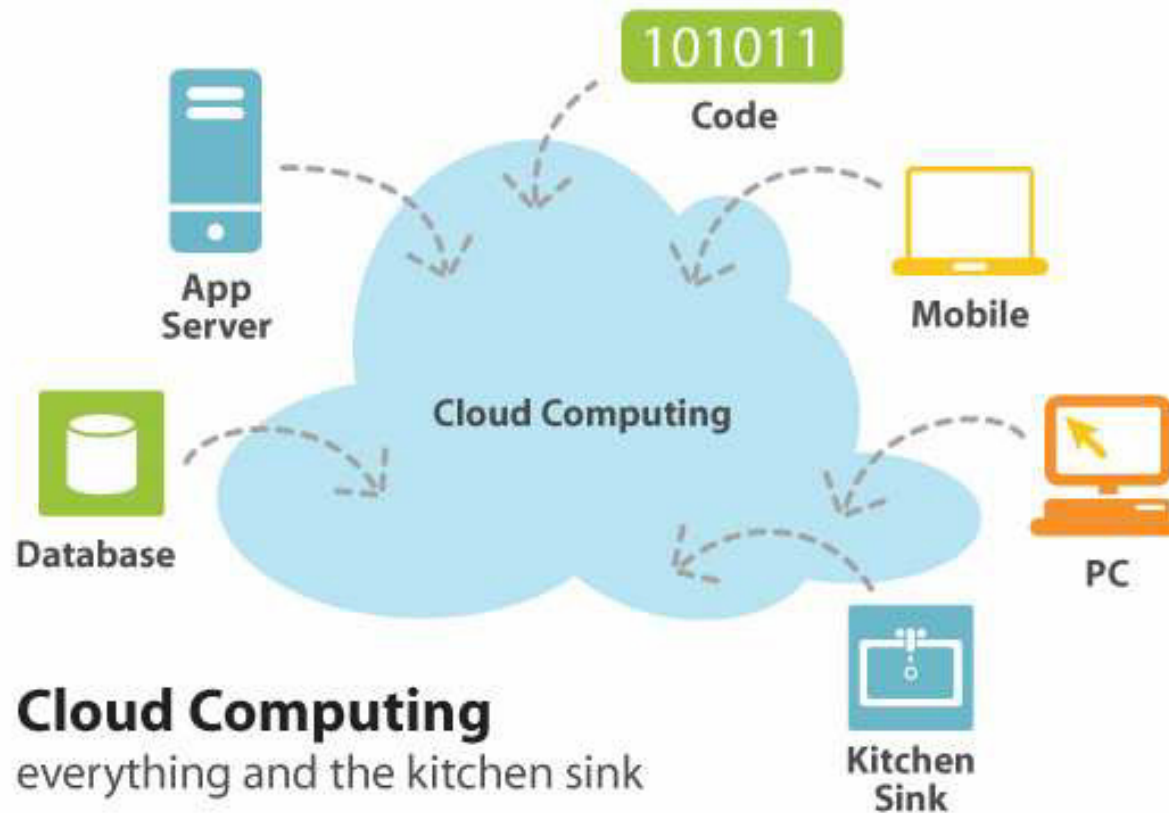 101011
Code
App
Server
Mobile
Cloud Computing
Database
PC
Kitchen
Sink
Cloud Computing
everything and the kitchen sink